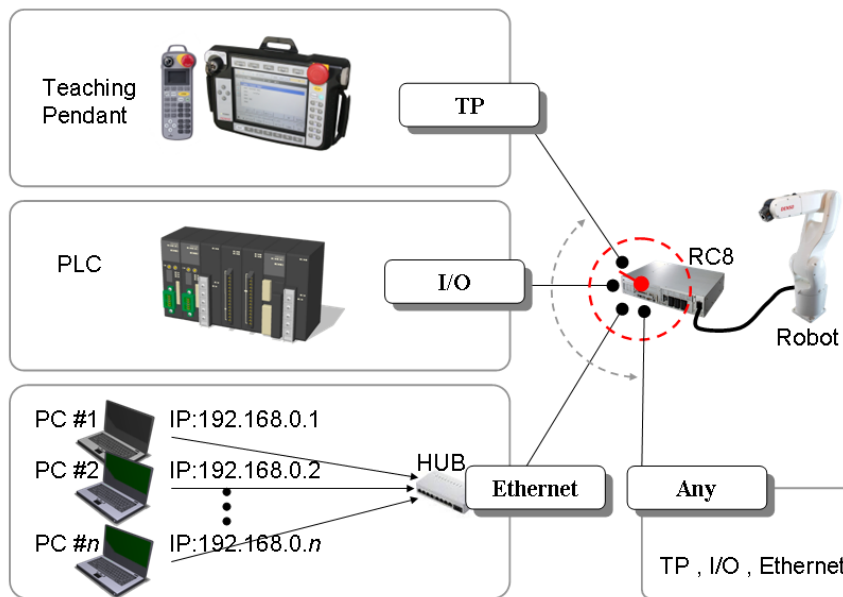 Teaching
Pendant
TP
PLC
I/O
RC8
Robot
PC #1 IP:192.168.0.1
PC #2 IP:192.168.0.2
PC #n IP:192.168.0.n
HUB
Ethernet
Any
TP , I/O , Ethernet
DENSO